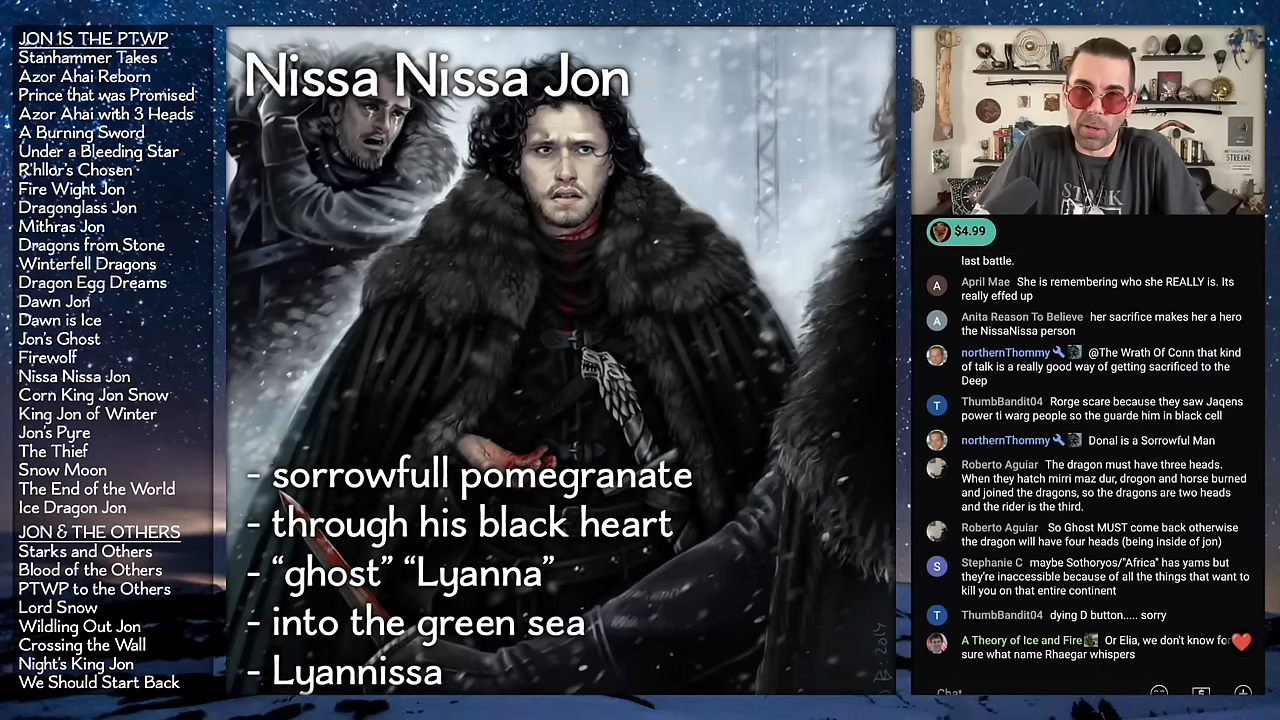 JON IS THE PTWP
Stanhammer Takes
Azor Ahai Reborn
Prince that was Promised
Azor Ahai with 3 Heads
A Burning Sword
Under a Bleeding Star
R'hllor's Chosen
Fire Wight Jon
Dragonglass Jon
Mithras Jon
Dragons from Stone
Winterfell Dragons
Dragon Egg Dreams
Dawn Jon
Dawn is Ice
Jon's Ghost
Firewolf
Nissa Nissa Jon
Corn King Jon Snow
King Jon of Winter
Jon's Pyre
The Thief
Snow Moon
The End of the World
Ice Dragon Jon
JON & THE OTHERS
Starks and Others
Blood of the Others
PTWP to the Others
Lord Snow
Wildling Out Jon
Crossing the Wall
Night's King Jon
We Should Start Back
Nissa Nissa Jon
- sorrowfull pomegranate
- through his black heart
- “ghost” “Lyanna”
- into the green sea
- Lyannissa
STARK
STREAMR
$4.99
last battle.
A April Mae She is remembering who she REALLY is. Its
really effed up
A Anita Reason To Believe her sacrifice makes her a hero
the NissaNissa person
northernThommy @The Wrath Of Conn that kind
of talk is a really good way of getting sacrificed to the
Deep
T ThumbBandit04 Rorge scare because they saw Jaqens
power ti warg people so the guarde him in black cell
northernThommy Donal is a Sorrowful Man
Roberto Aguiar The dragon must have three heads.
When they hatch mirri maz dur, drogon and horse burned
and joined the dragons, so the dragons are two heads
and the rider is the third.
Roberto Aguiar So Ghost MUST come back otherwise
the dragon will have four heads (being inside of jon)
S Stephanie C maybe Sothoryos/"Africa" has yams but
they're inaccessible because of all the things that want to
kill you on that entire continent
T ThumbBandit04 dying D button..... sorry
A Theory of Ice and Fire Or Elia, we don't know for
sure what name Rhaegar whispers
Chat